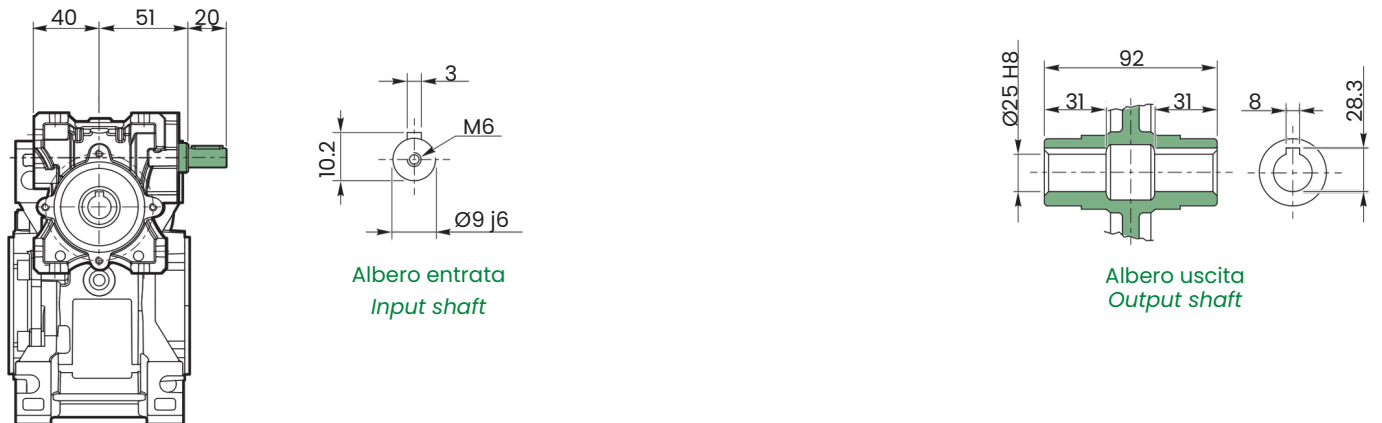 40 51 20
3
M6
10.2
Ø9 j6
Albero entrata
Input shaft
92
Ø25 H8
31 31
8
28.3
Albero uscita
Output shaft